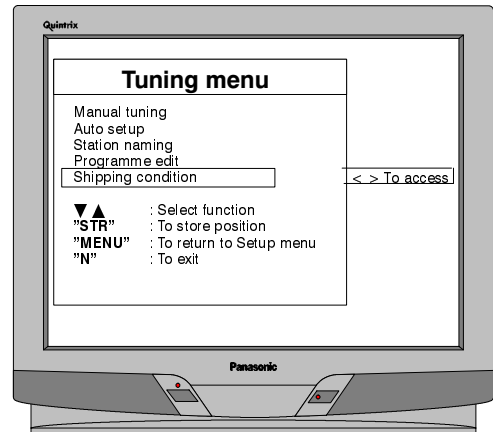 Quintrix
Tuning menu
Manual tuning
Auto setup
Station naming
Programme edit
Shipping condition
< > To access
▼ ▲ : Select function
”STR” : To store position
”MENU” : To return to Setup menu
”N” : To exit
Panasonic